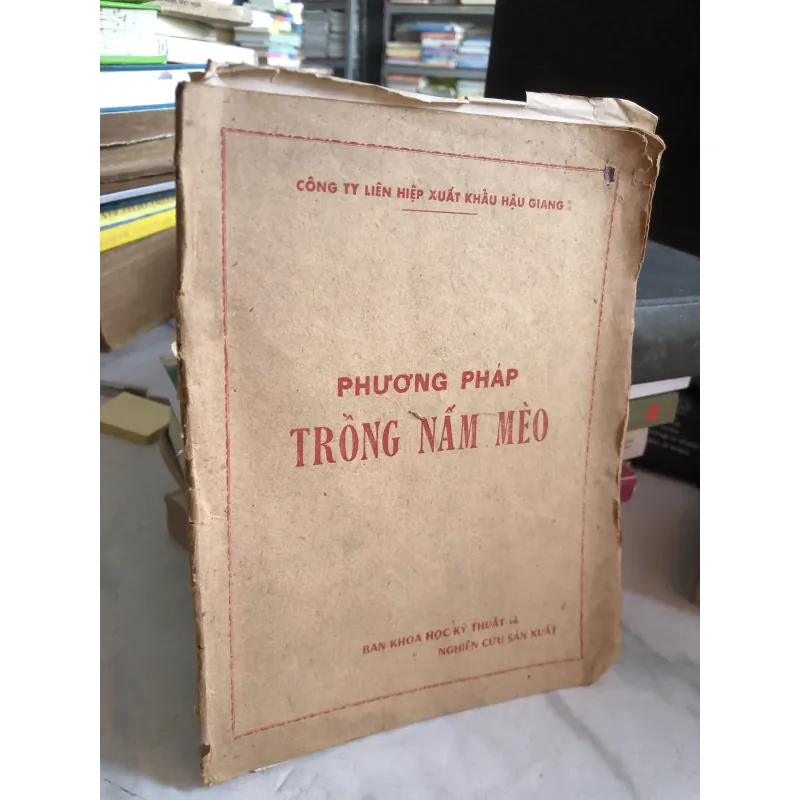 CÔNG TY LIÊN HIỆP XUẤT KHẨU HẬU GIANG
PHƯƠNG PHÁP
TRỒNG NẤM MÈO
BAN KHOA HỌC KỸ THUẬT và
NGHIÊN CỨU SẢN XUẤT